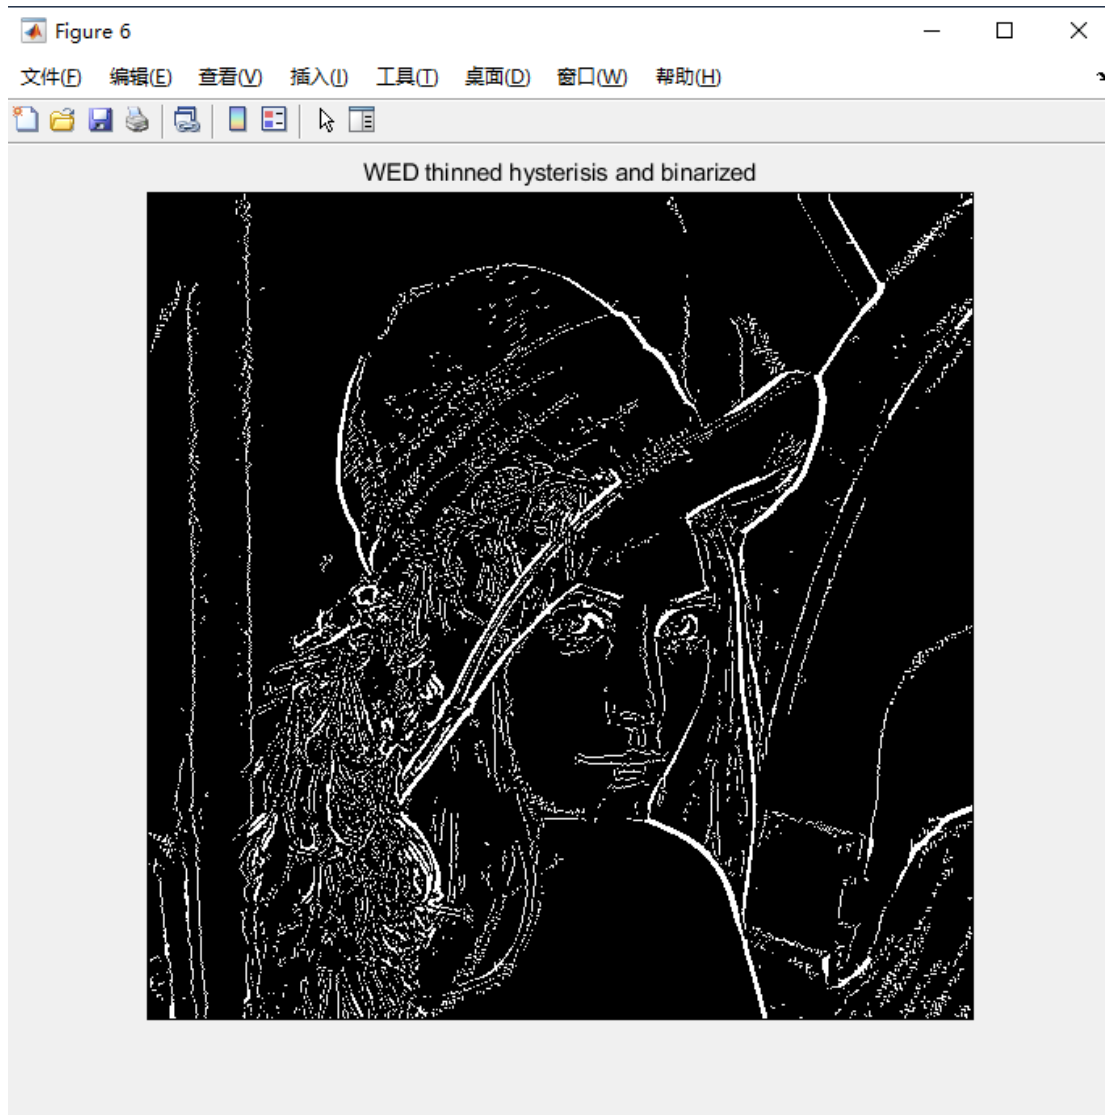 Figure 6
文件(F) 编辑(E) 查看(V) 插入(I) 工具(T) 桌面(D) 窗口(W) 帮助(H)
WED thinned hysterisis and binarized